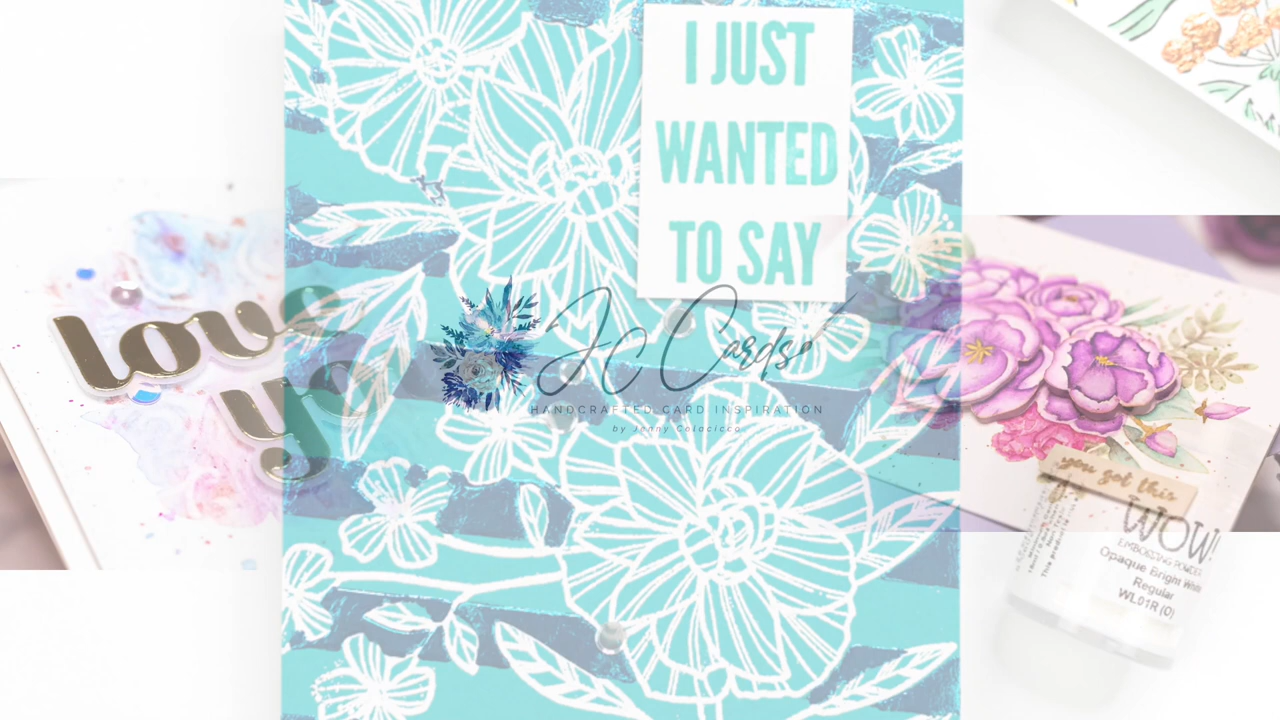 I JUST
WANTED
TO SAY
love
yo
JC Cards
HANDCRAFTED CARD INSPIRATION
by Jenny Colacicco
you got this
WOW!
EMBOSSING POWDER
Opaque Bright White
Regular
WL01R (O)